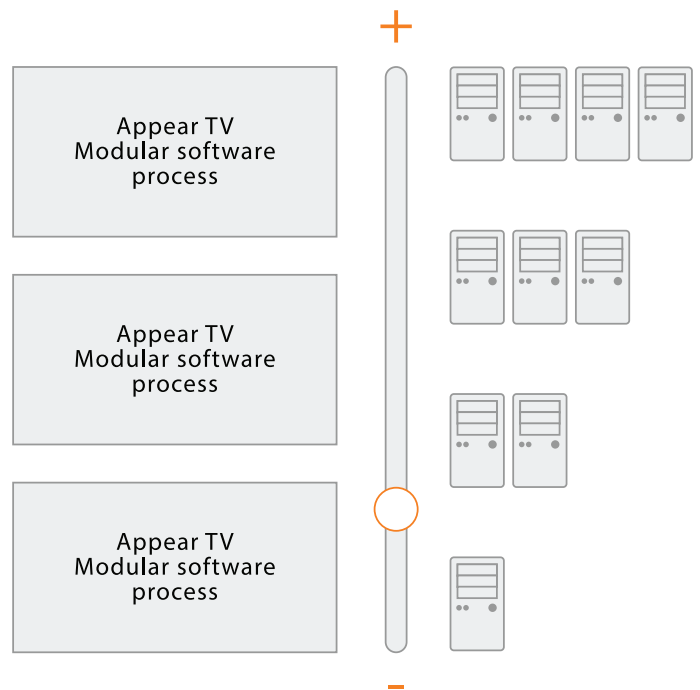 +
Appear TV
Modular software
process
Appear TV
Modular software
process
Appear TV
Modular software
process
-